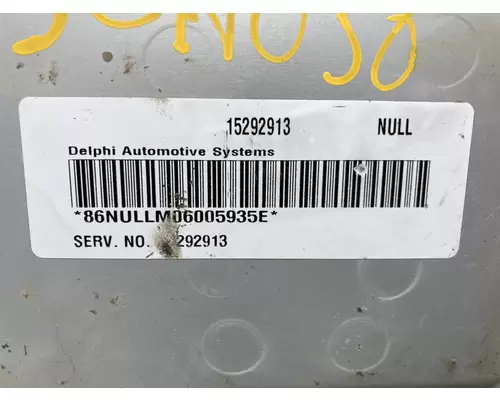 15292913 NULL
Delphi Automotive Systems
*86NULLM06005935E*
SERV. NO. 292913